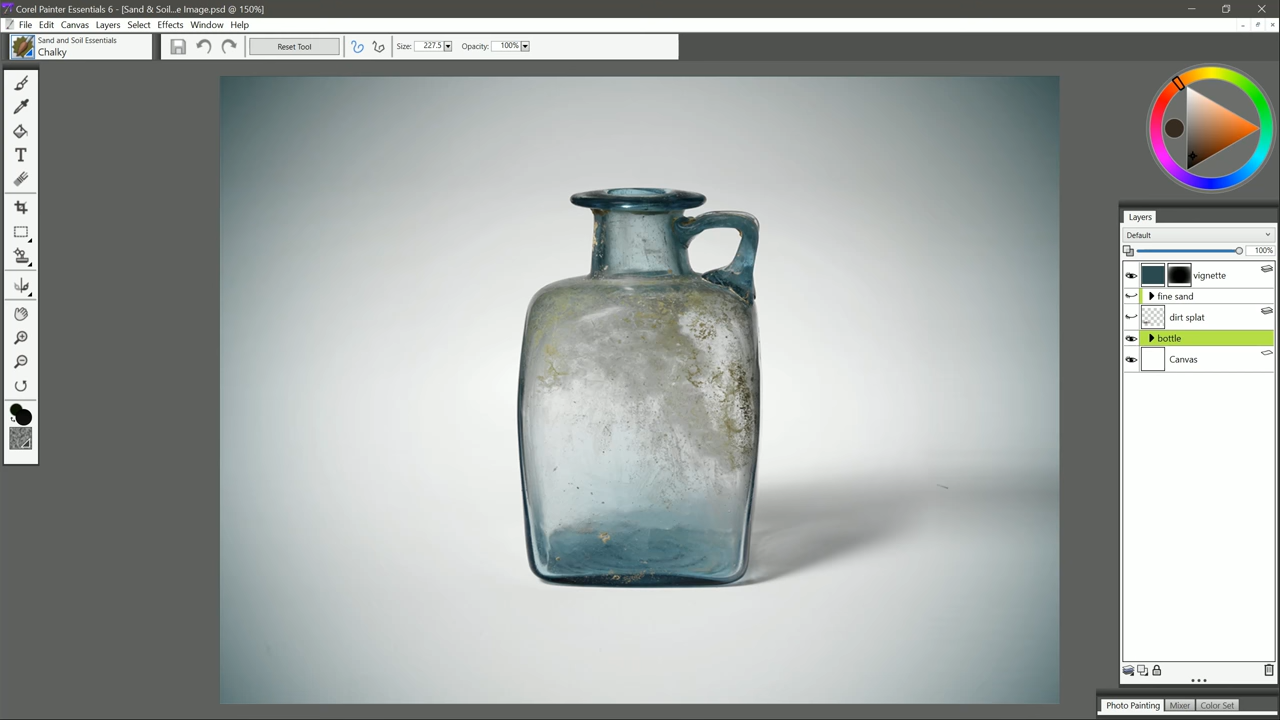 Corel Painter Essentials 6 - [Sand & Soil...e Image.psd @ 150%]
File Edit Canvas Layers Select Effects Window Help
Sand and Soil Essentials
Chalky
Reset Tool
Size: 227.5
Opacity: 100%
T
Layers
Default
100%
vignette
fine sand
dirt splat
bottle
Canvas
Photo Painting Mixer Color Set